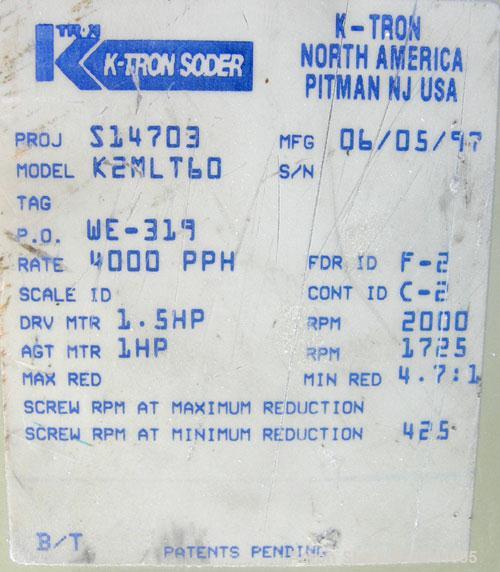 K-TRON
K-TRON SODER
K-TRON
NORTH AMERICA
PITMAN NJ USA
PROJ S14703 MFG 06/05/97
MODEL K2MLT60 S/N
TAG
P.O. WE-319
RATE 4000 PPH FDR ID F-2
SCALE ID CONT ID C-2
DRV MTR 1.5HP RPM 2000
AGT MTR 1HP RPM 1725
MAX RED MIN RED 4.7:1
SCREW RPM AT MAXIMUM REDUCTION
SCREW RPM AT MINIMUM REDUCTION 425
B/T PATENTS PENDING